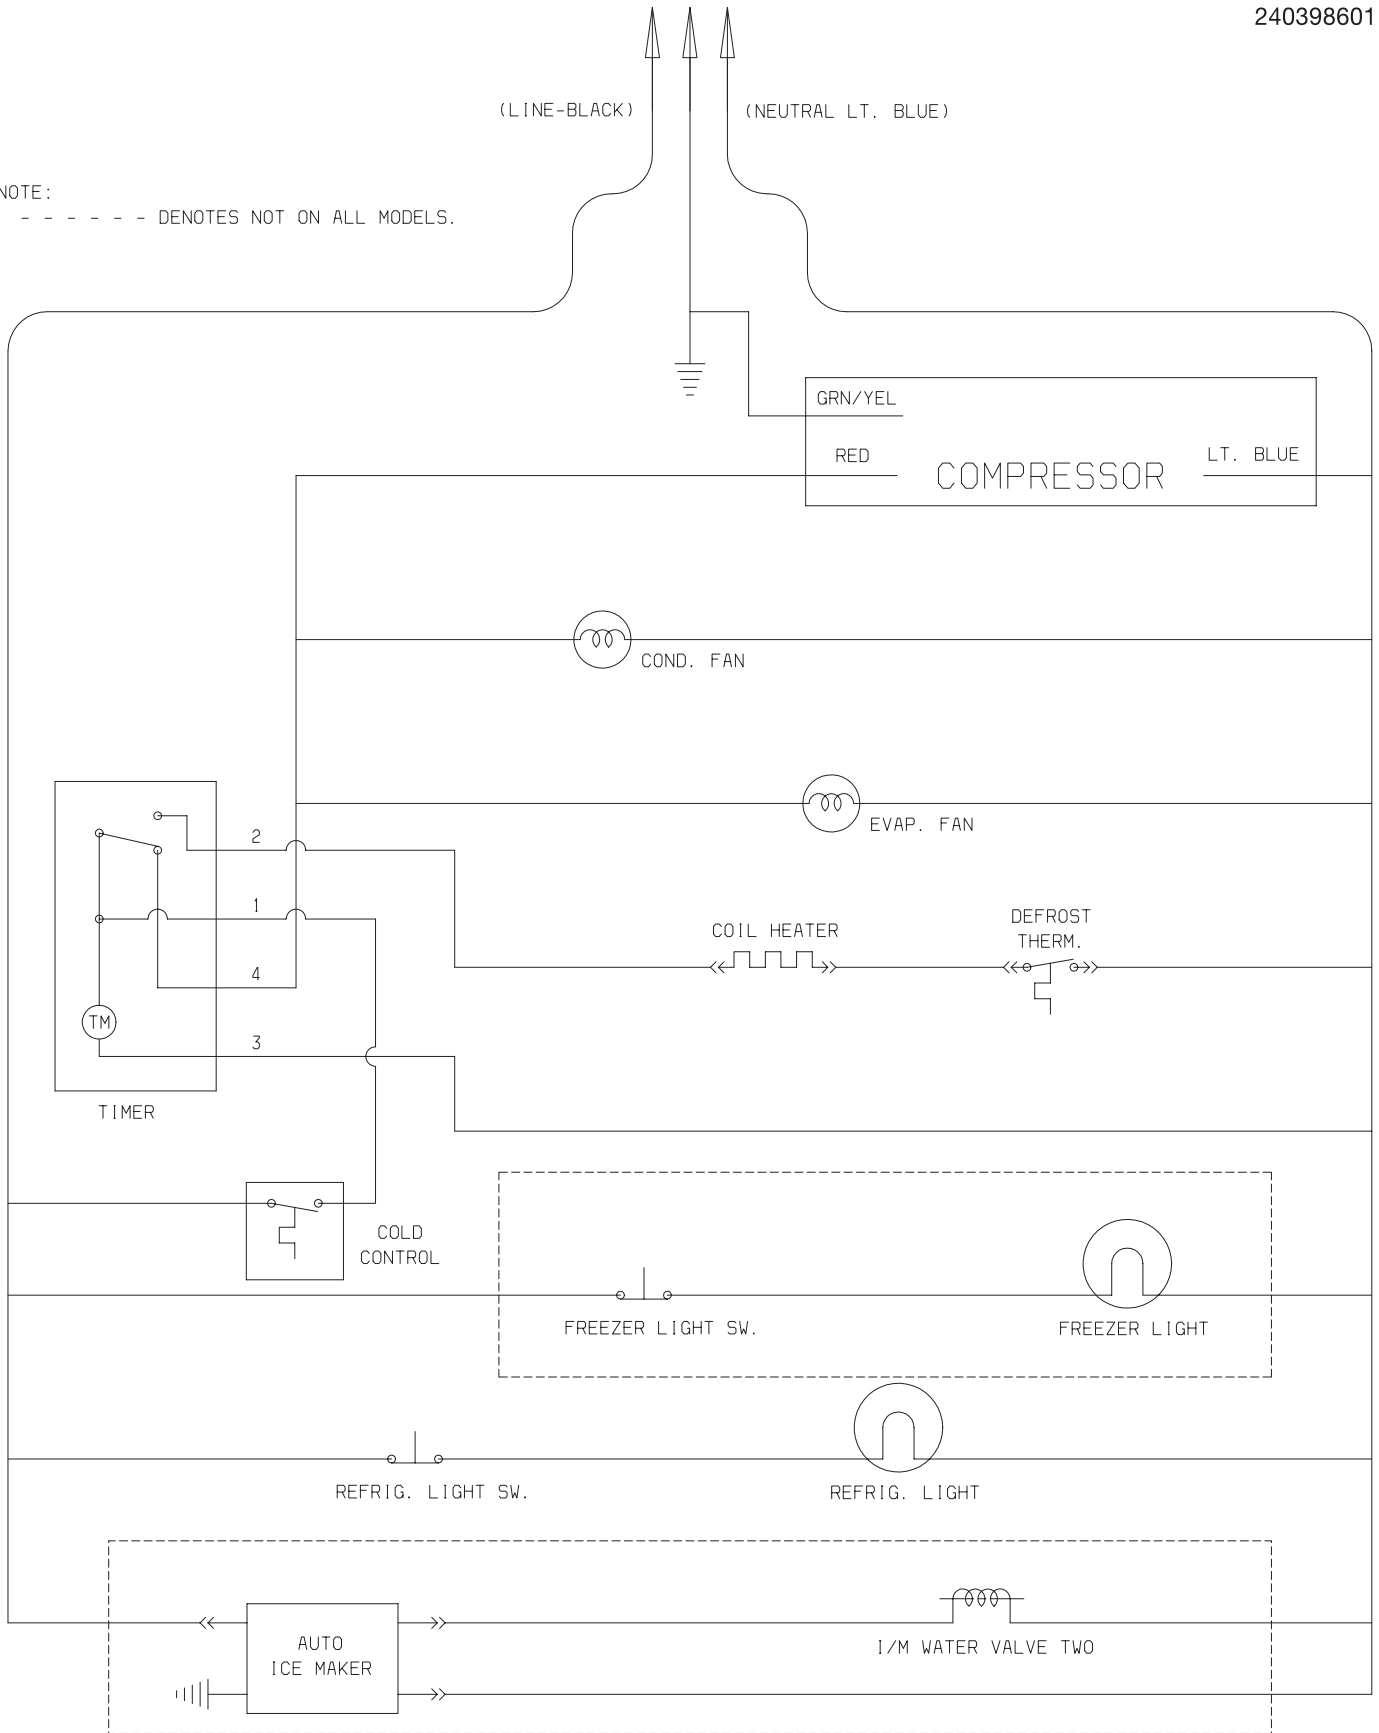 240398601
(LINE-BLACK)
(NEUTRAL LT. BLUE)
NOTE:
- - - - - - DENOTES NOT ON ALL MODELS.
GRN/YEL
RED
COMPRESSOR
LT. BLUE
COND. FAN
EVAP. FAN
2
1
4
3
TM
TIMER
COIL HEATER
DEFROST
THERM.
COLD
CONTROL
FREEZER LIGHT SW.
FREEZER LIGHT
REFRIG. LIGHT SW.
REFRIG. LIGHT
AUTO
ICE MAKER
I/M WATER VALVE TWO